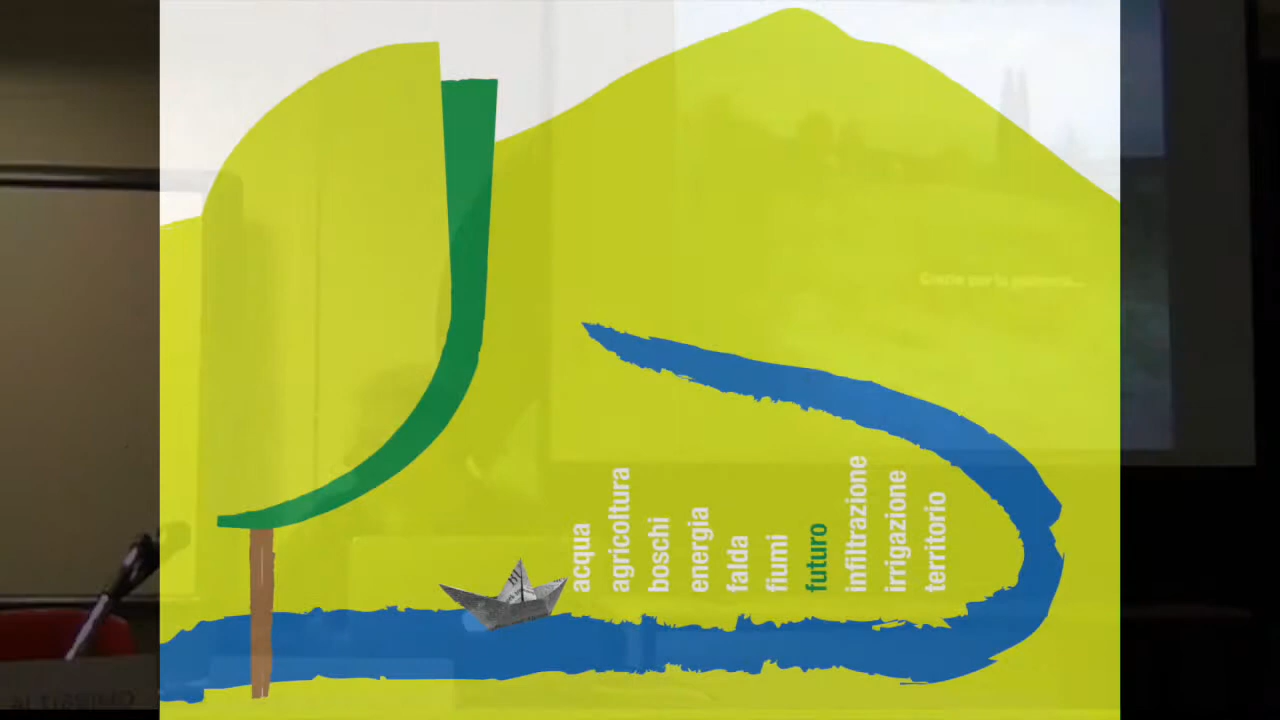 acqua
agricoltura
boschi
energia
falda
fiumi
futuro
infiltrazione
irrigazione
territorio